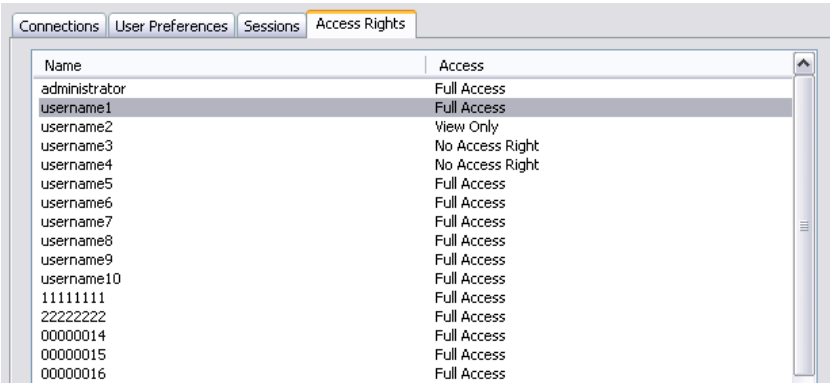 Connections User Preferences Sessions Access Rights
Name Access
administrator Full Access
username1 Full Access
username2 View Only
username3 No Access Right
username4 No Access Right
username5 Full Access
username6 Full Access
username7 Full Access
username8 Full Access
username9 Full Access
username10 Full Access
11111111 Full Access
22222222 Full Access
00000014 Full Access
00000015 Full Access
00000016 Full Access